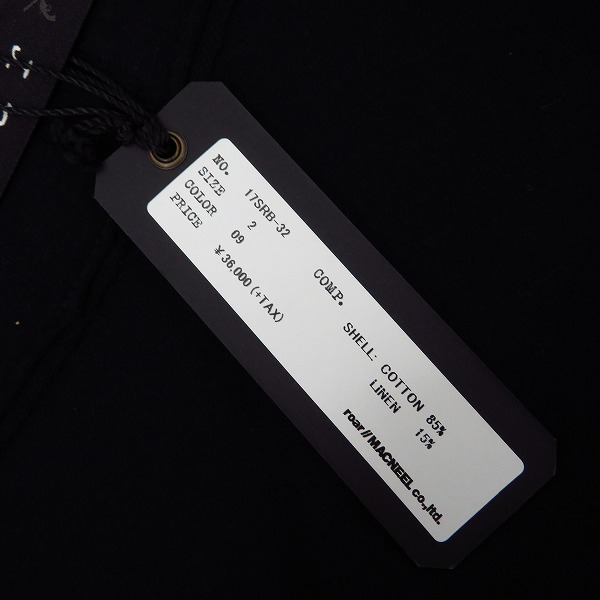 NO. 17SRB-32
SIZE 2
COLOR 09
PRICE ¥36.000 (+TAX)
COMP.
SHELL: COTTON 85%
LINEN 15%
roar//MACNEEL co.,ltd.